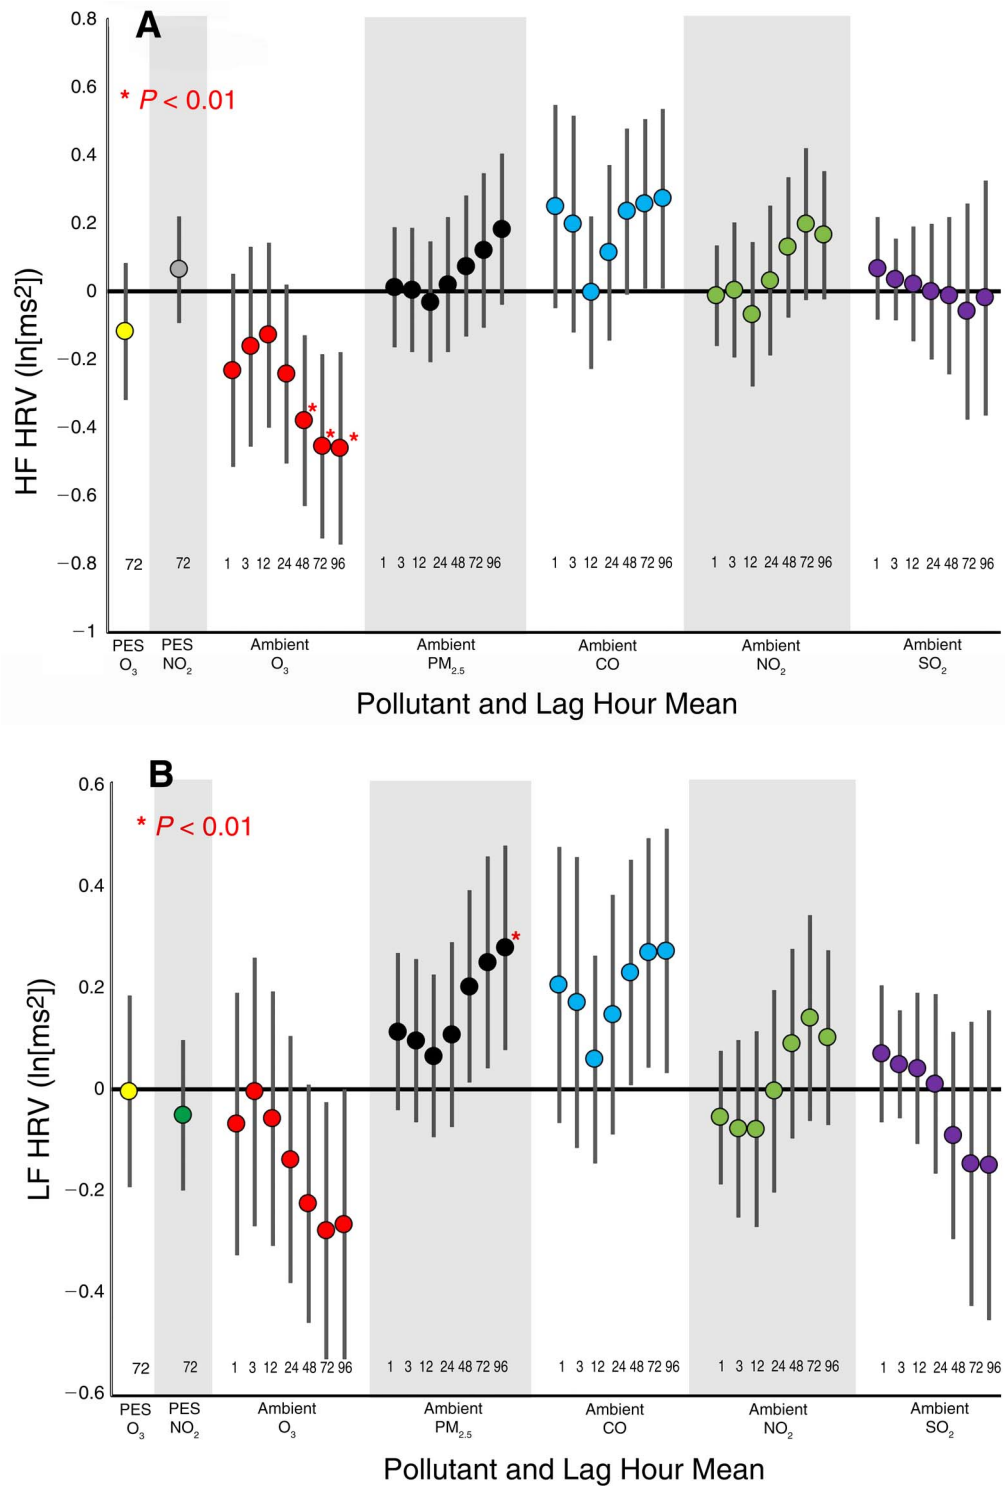 A
* P < 0.01
HF HRV (ln[ms2])
0.8
0.6
0.4
0.2
0
−0.2
−0.4
−0.6
−0.8
−1
*
*
*
72 72 1 3 12 24 48 72 96 1 3 12 24 48 72 96 1 3 12 24 48 72 96 1 3 12 24 48 72 96 1 3 12 24 48 72 96
PES PES Ambient Ambient Ambient Ambient Ambient
O3 NO2 O3 PM2.5 CO NO2 SO2
Pollutant and Lag Hour Mean
B
* P < 0.01
LF HRV (ln[ms2])
0.6
0.4
0.2
0
−0.2
−0.4
−0.6
*
72 72 1 3 12 24 48 72 96 1 3 12 24 48 72 96 1 3 12 24 48 72 96 1 3 12 24 48 72 96 1 3 12 24 48 72 96
PES PES Ambient Ambient Ambient Ambient Ambient
O3 NO2 O3 PM2.5 CO NO2 SO2
Pollutant and Lag Hour Mean